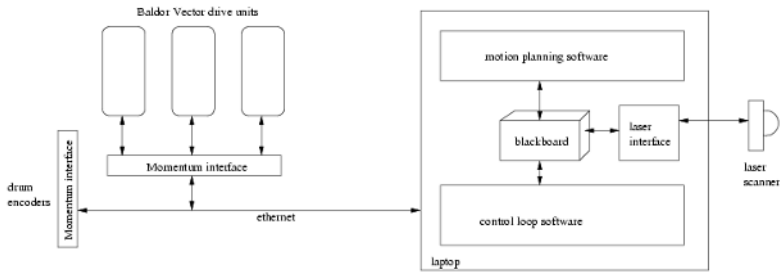 Baldor Vector drive units
motion planning software
blackboard
laser
interface
laser
scanner
Momentum interface
drum
encoders
Momentum interface
ethernet
control loop software
laptop